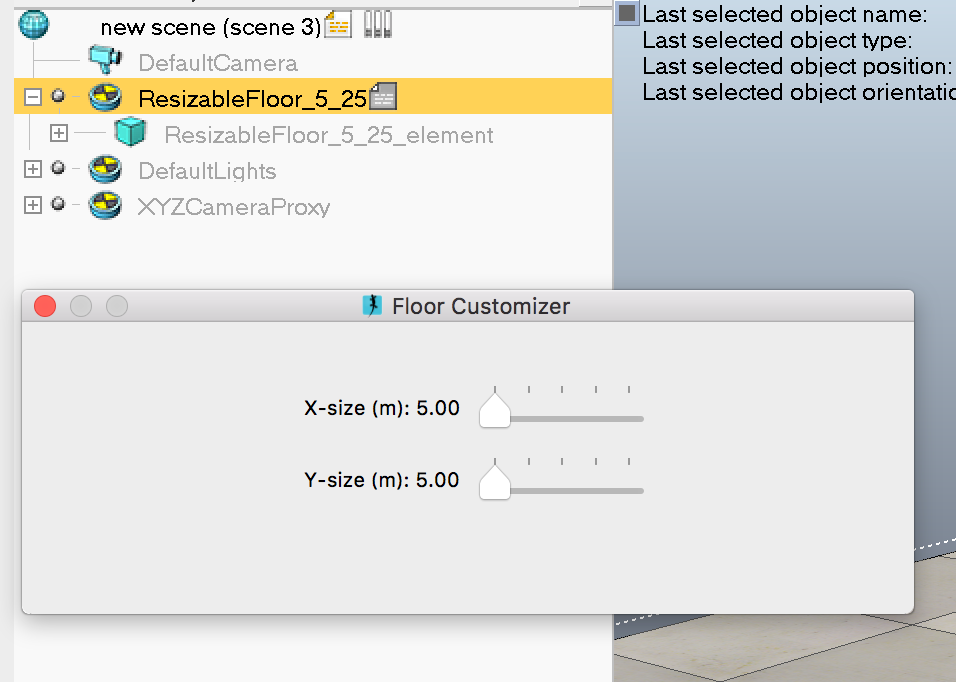 new scene (scene 3)
DefaultCamera
ResizableFloor_5_25
ResizableFloor_5_25_element
DefaultLights
XYZCameraProxy
Last selected object name:
Last selected object type:
Last selected object position:
Last selected object
Floor Customizer
X-size (m): 5.00
Y-size (m): 5.00